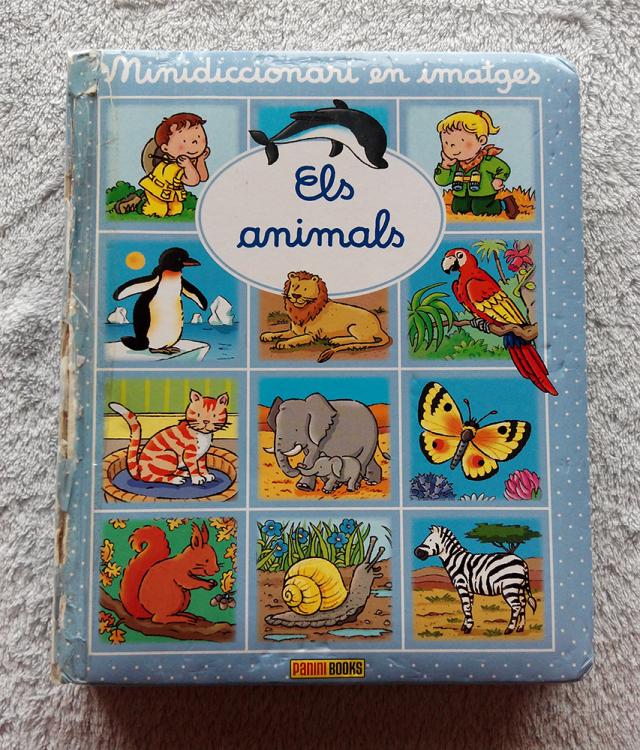 Minidiccionari en imatges
Els
animals
PANINI BOOKS